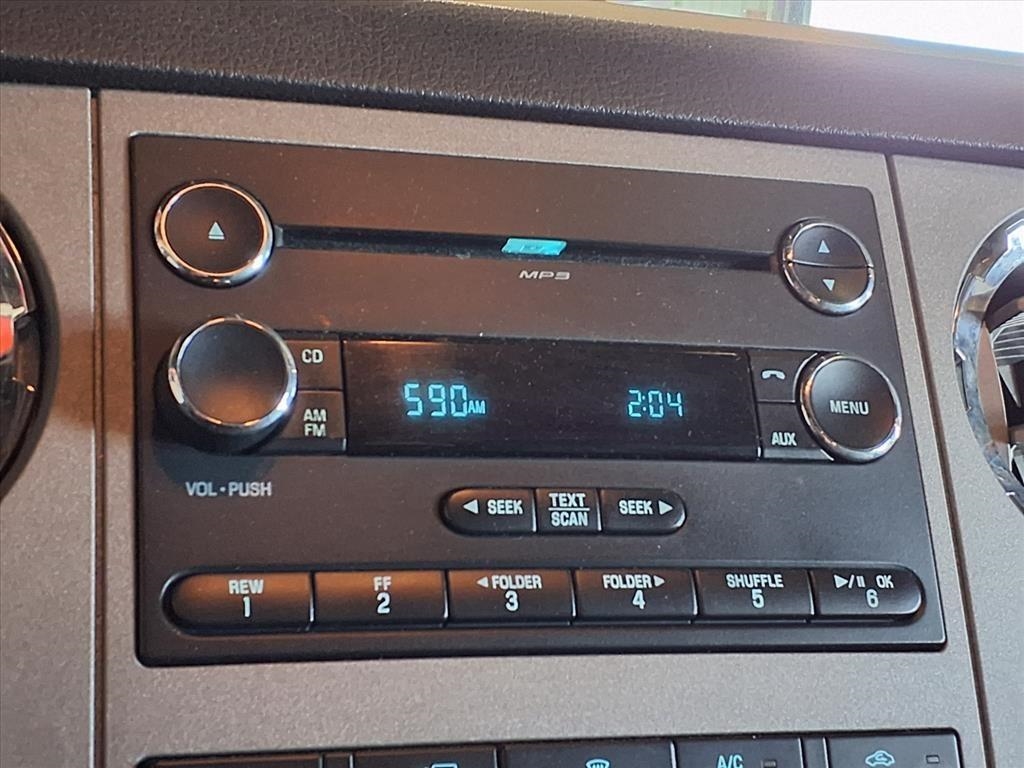 MP3
CD
590AM
2:04
MENU
AM
FM
AUX
VOL•PUSH
◄ SEEK
TEXT
SCAN
SEEK ►
REW
1
FF
2
◄FOLDER
3
FOLDER►
4
SHUFFLE
5
►/II OK
6
A/C